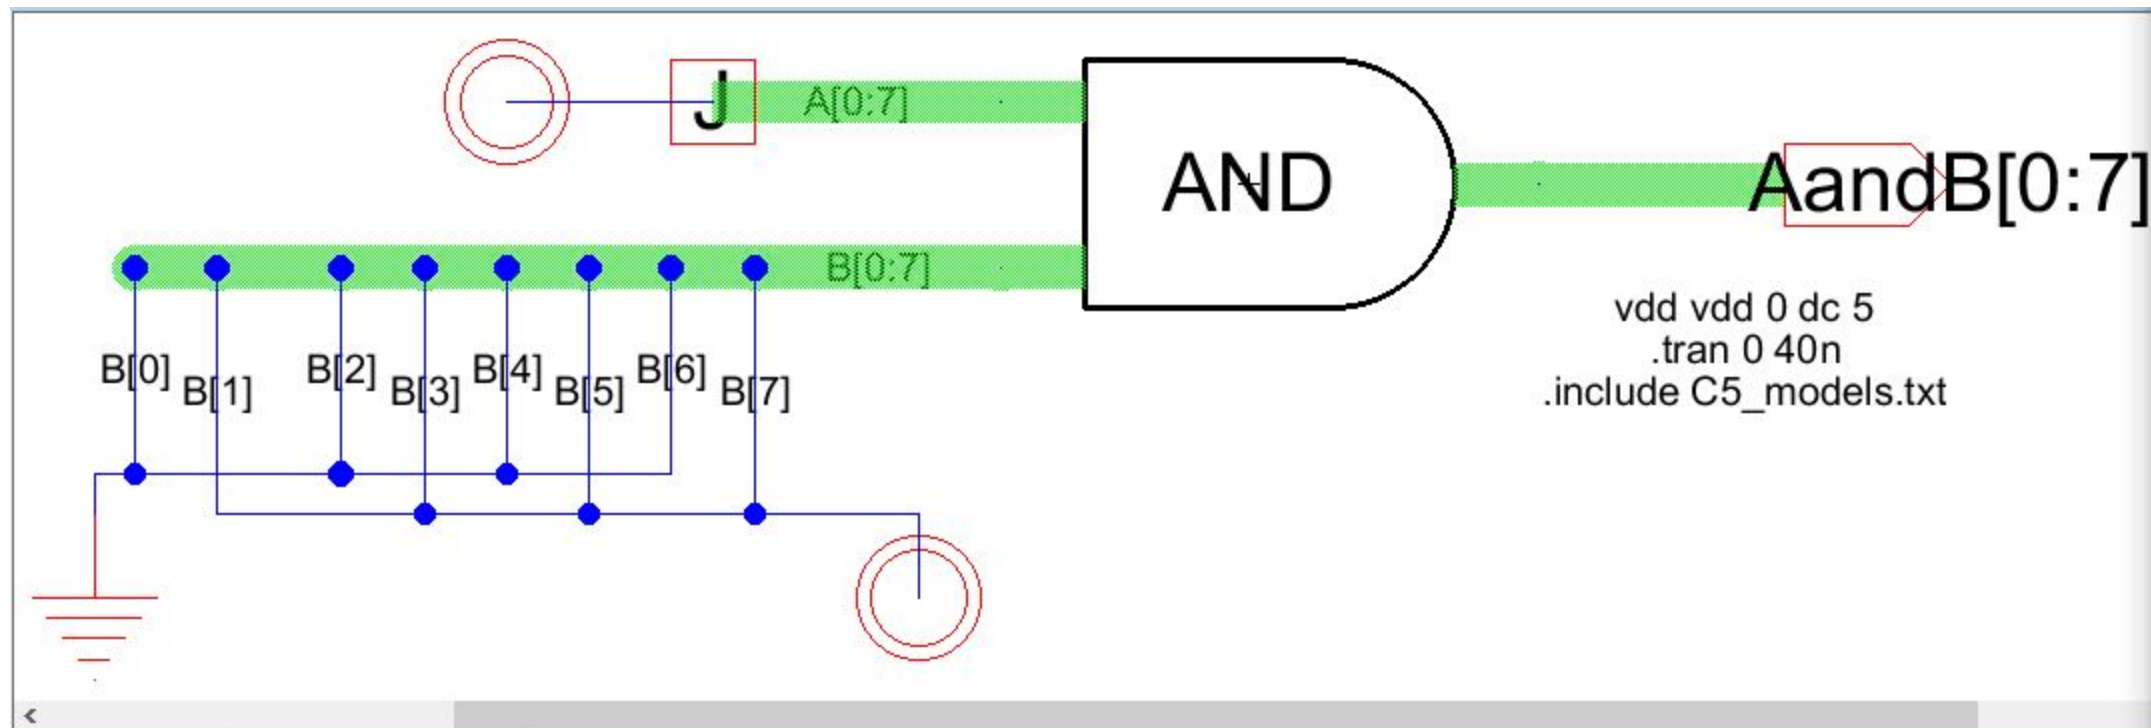 J
A[0:7]
AND
AandB[0:7]
B[0:7]
vdd vdd 0 dc 5
.tran 0 40n
.include C5_models.txt
B[0]
B[1]
B[2]
B[3]
B[4]
B[5]
B[6]
B[7]